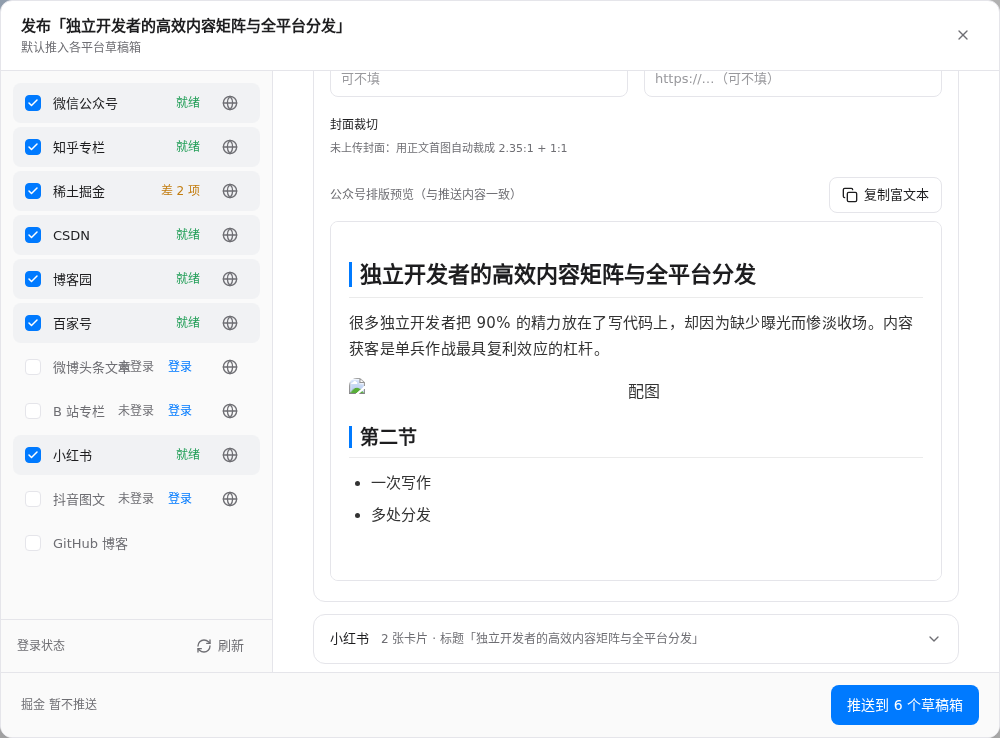 发布「独立开发者的高效内容矩阵与全平台分发」
默认推入各平台草稿箱
微信公众号 就绪
知乎专栏 就绪
稀土掘金 差 2 项
CSDN 就绪
博客园 就绪
百家号 就绪
微博头条文章 登录 登录
B 站专栏 未登录 登录
小红书 就绪
抖音图文 未登录 登录
GitHub 博客
登录状态 刷新
可不填 https://...（可不填）
封面裁切
未上传封面：用正文首图自动裁成 2.35:1 + 1:1
公众号排版预览（与推送内容一致） 复制富文本
独立开发者的高效内容矩阵与全平台分发
很多独立开发者把 90% 的精力放在了写代码上，却因为缺少曝光而惨淡收场。内容
获客是单兵作战最具复利效应的杠杆。
配图
第二节
• 一次写作
• 多处分发
小红书 2 张卡片 · 标题「独立开发者的高效内容矩阵与全平台分发」
掘金 暂不推送 推送到 6 个草稿箱